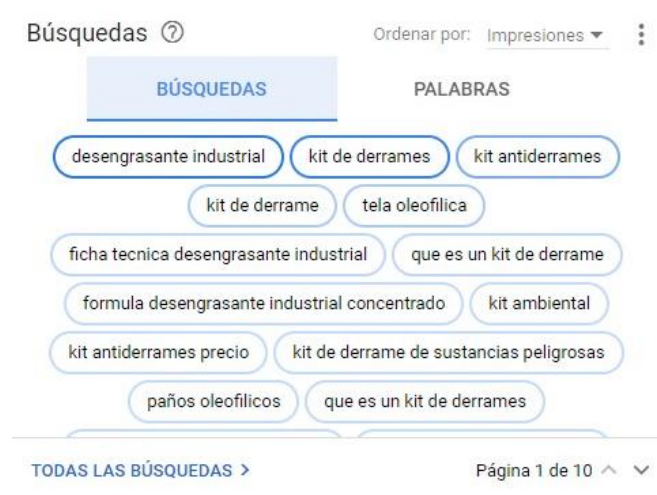 Búsquedas
Ordenar por: Impresiones
BÚSQUEDAS PALABRAS
desengrasante industrial kit de derrames kit antiderrames
kit de derrame tela oleofilica
ficha tecnica desengrasante industrial que es un kit de derrame
formula desengrasante industrial concentrado kit ambiental
kit antiderrames precio kit de derrame de sustancias peligrosas
paños oleofilicos que es un kit de derrames
TODAS LAS BÚSQUEDAS Página 1 de 10